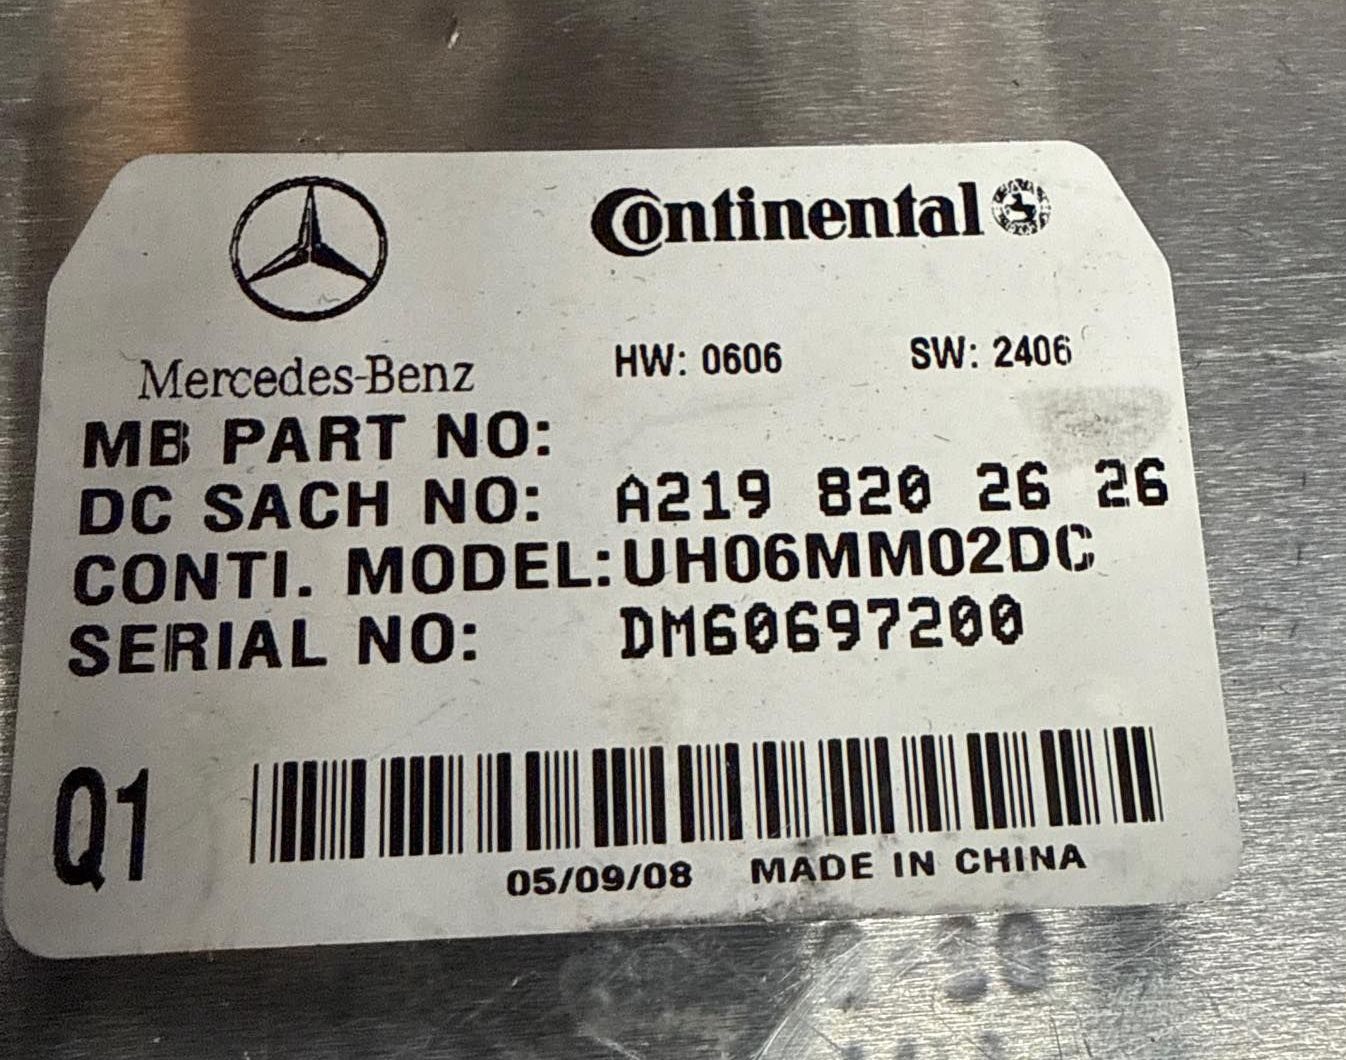 Continental
Mercedes-Benz
HW: 0606 SW: 2406
MB PART NO:
DC SACH NO: A219 820 26 26
CONTI. MODEL: UH06MM02DC
SERIAL NO: DM60697200
Q1
05/09/08 MADE IN CHINA